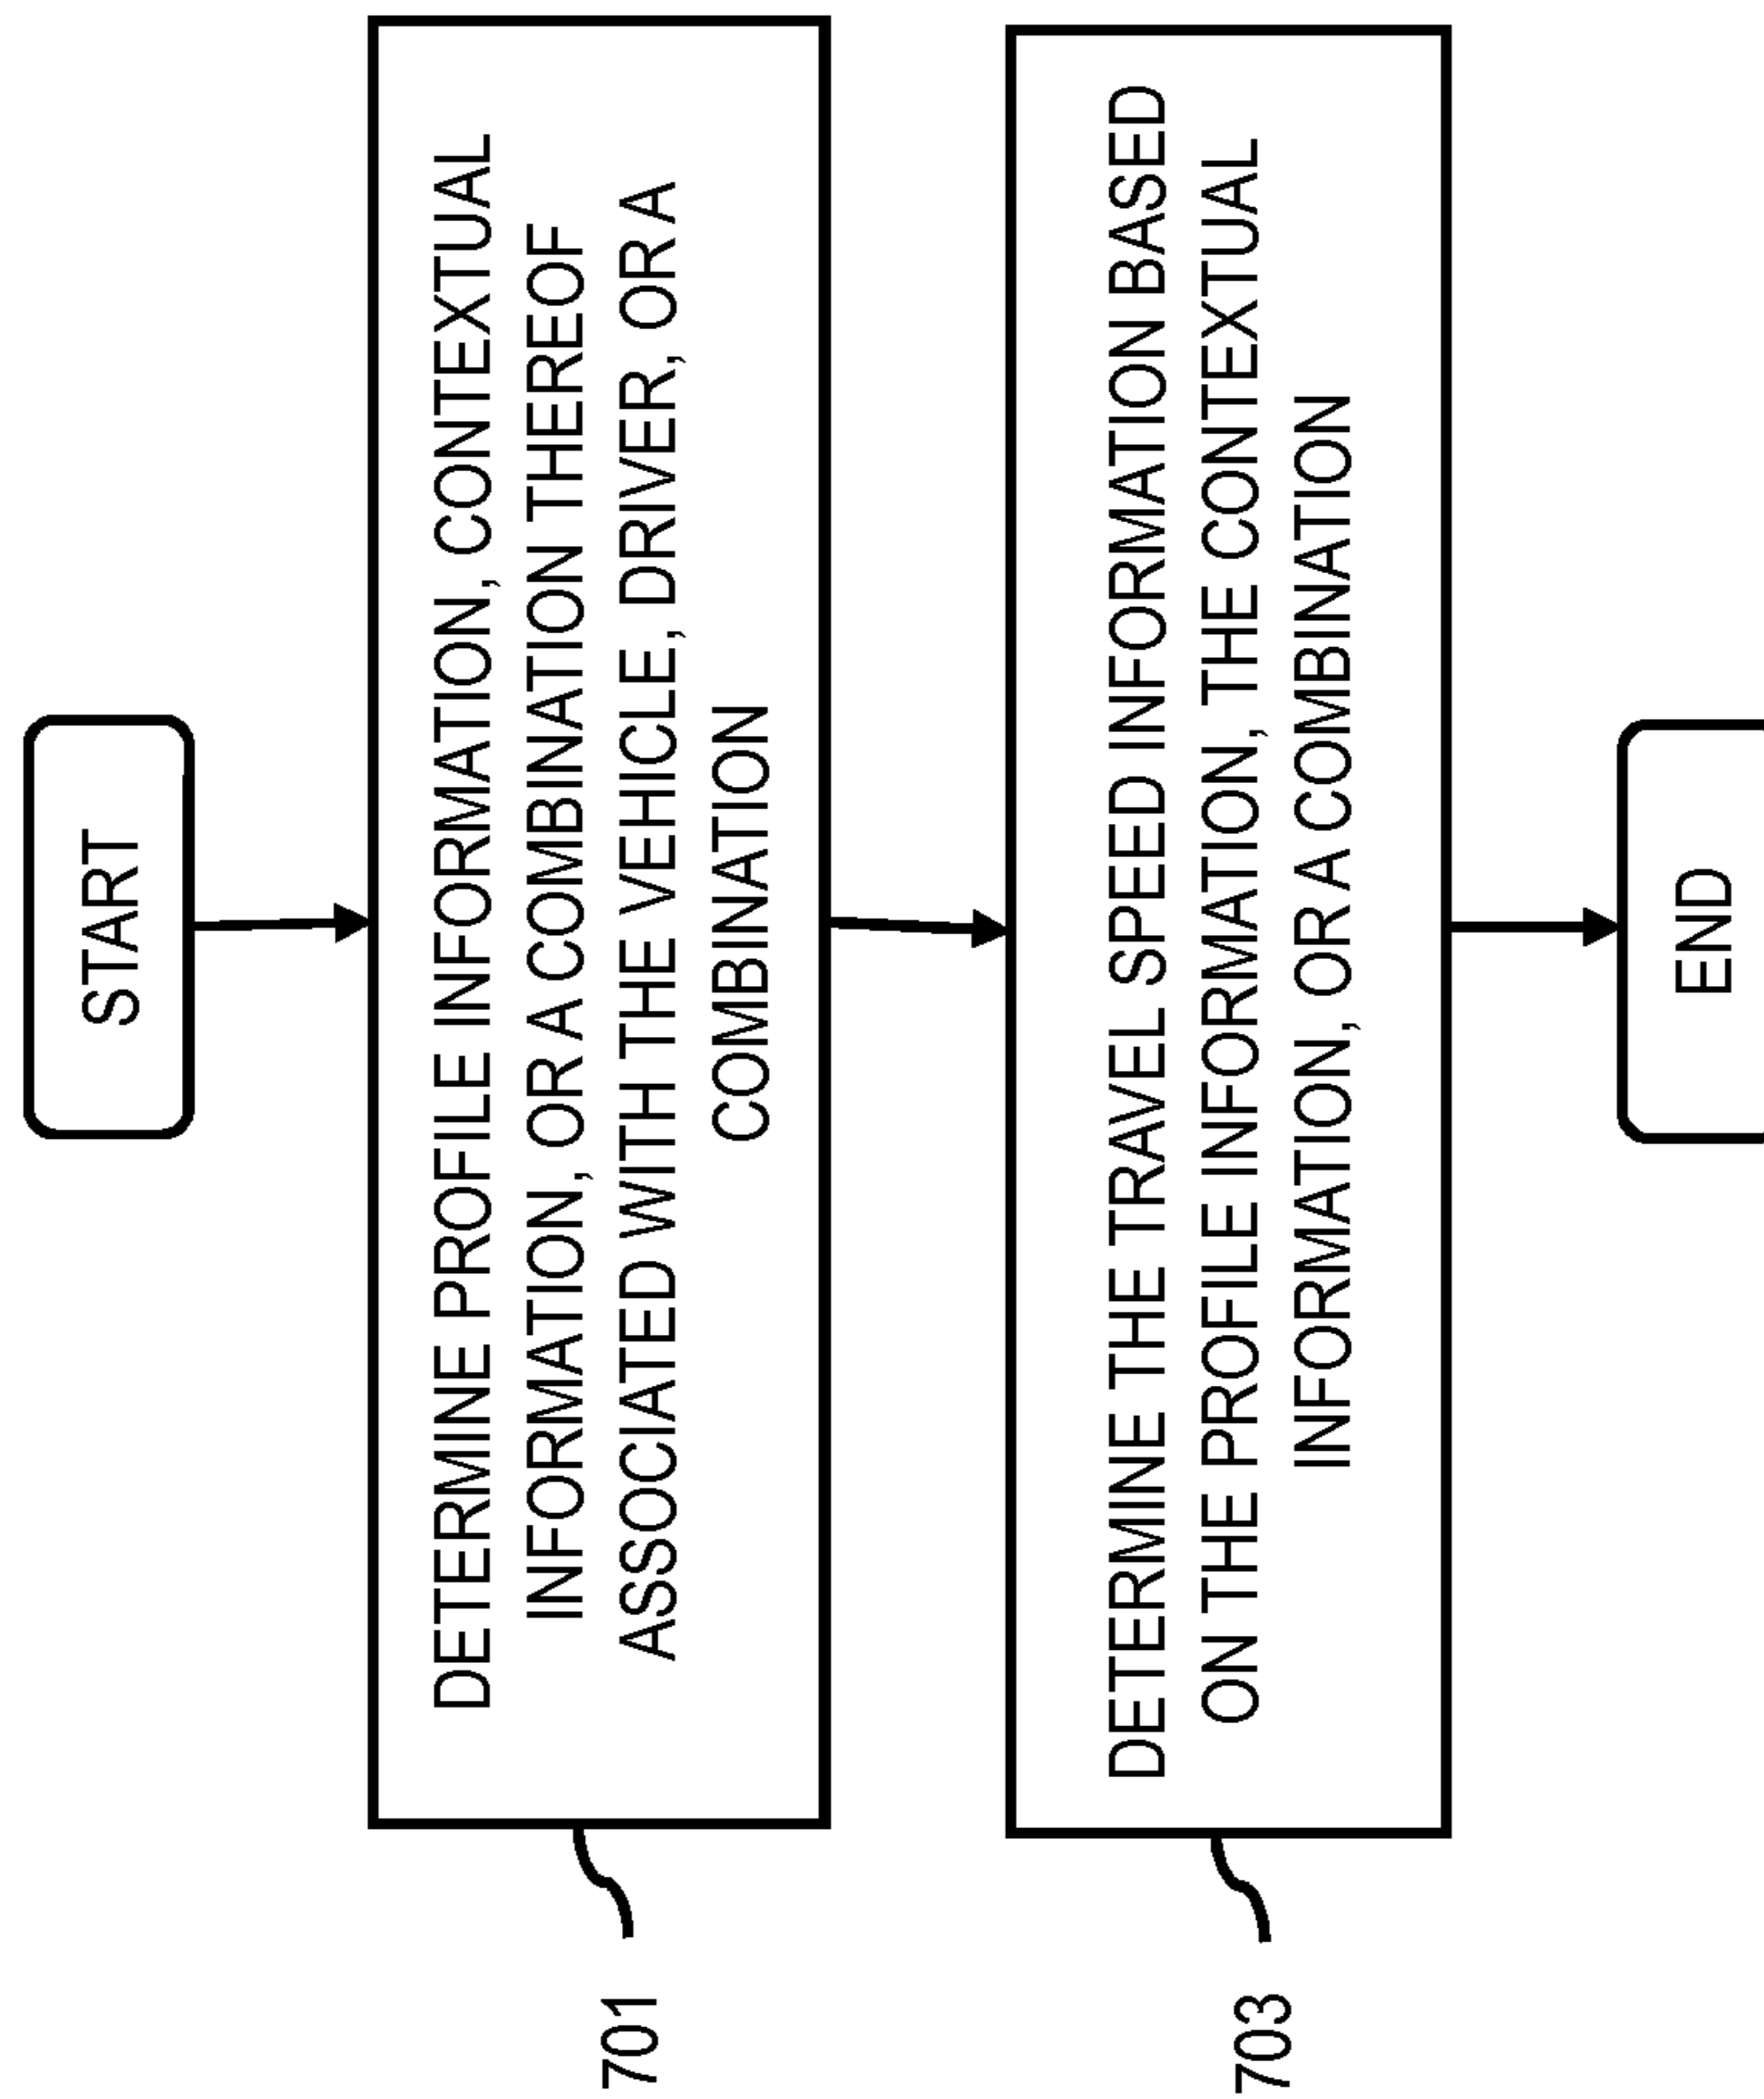 START
DETERMINE PROFILE INFORMATION, CONTEXTUAL
INFORMATION, OR A COMBINATION THEREOF
ASSOCIATED WITH THE VEHICLE, DRIVER, OR A
COMBINATION
701
DETERMINE THE TRAVEL SPEED INFORMATION BASED
ON THE PROFILE INFORMATION, THE CONTEXTUAL
INFORMATION, OR A COMBINATION
703
END